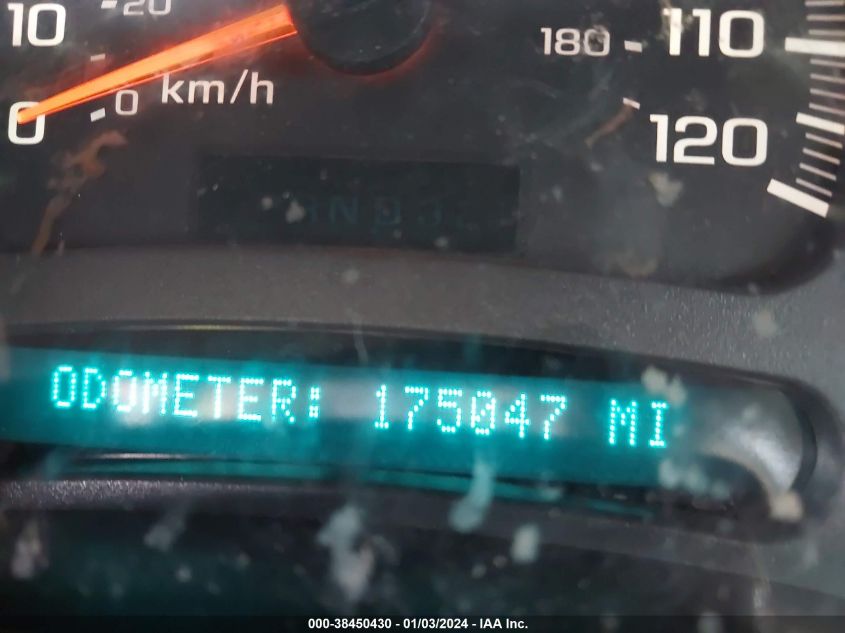 10 20 180 110
0 0 km/h 120
ODOMETER: 175047 MI
000-38450430 - 01/03/2024 - IAA Inc.